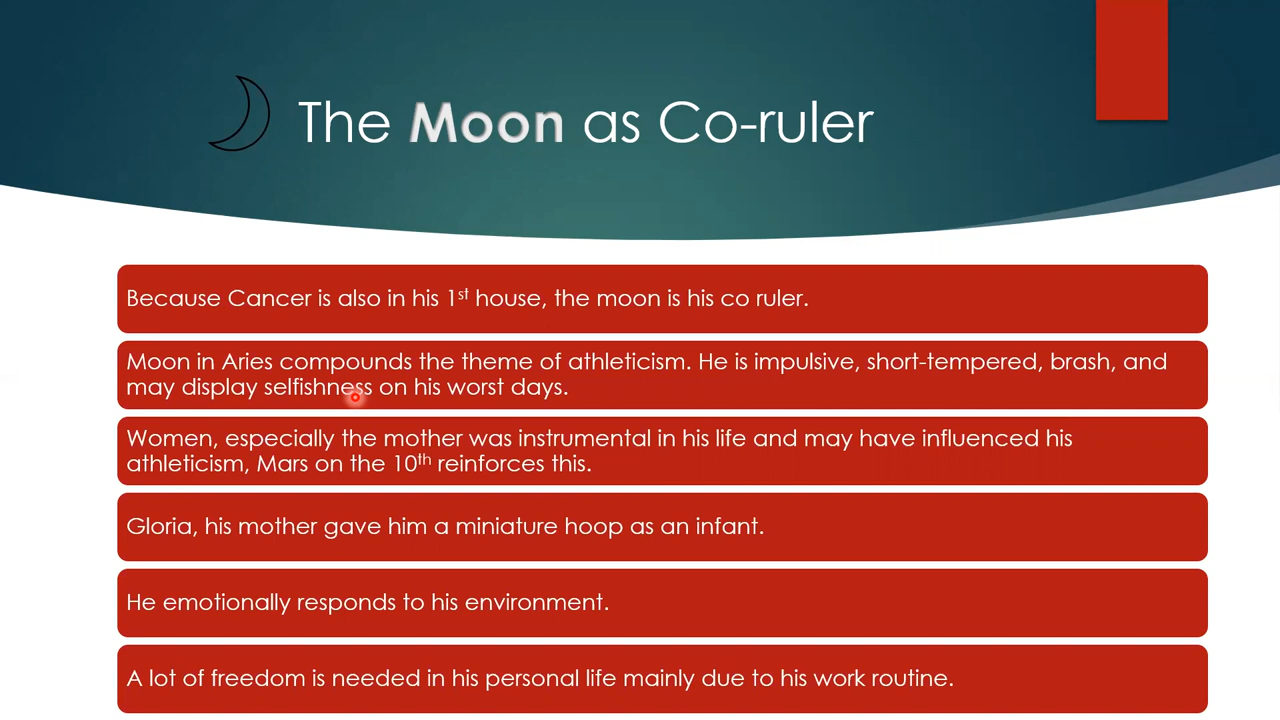 The Moon as Co-ruler
Because Cancer is also in his 1st house, the moon is his co ruler.
Moon in Aries compounds the theme of athleticism. He is impulsive, short-tempered, brash, and
may display selfishness on his worst days.
Women, especially the mother was instrumental in his life and may have influenced his
athleticism, Mars on the 10th reinforces this.
Gloria, his mother gave him a miniature hoop as an infant.
He emotionally responds to his environment.
A lot of freedom is needed in his personal life mainly due to his work routine.